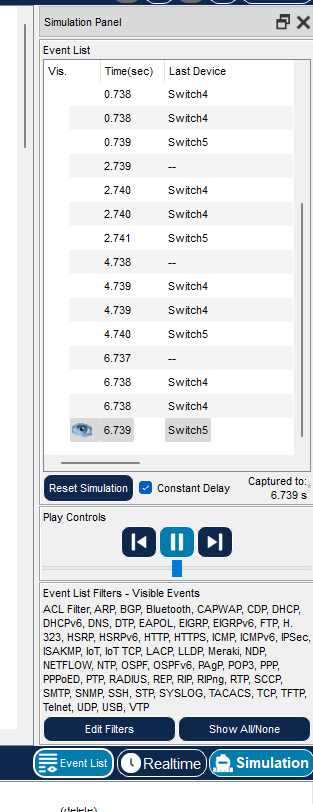 Simulation Panel
Event List
Vis. Time(sec) Last Device
0.738 Switch4
0.738 Switch4
0.739 Switch5
2.739 --
2.740 Switch4
2.740 Switch4
2.741 Switch5
4.738 --
4.739 Switch4
4.739 Switch4
4.740 Switch5
6.737 --
6.738 Switch4
6.738 Switch4
6.739 Switch5
Reset Simulation Constant Delay Captured to:
6.739 s
Play Controls
Event List Filters - Visible Events
ACL Filter, ARP, BGP, Bluetooth, CAPWAP, CDP, DHCP,
DHCPv6, DNS, DTP, EAPOL, EIGRP, EIGRPv6, FTP, H.
323, HSRP, HSRPv6, HTTP, HTTPS, ICMP, ICMPv6, IPSec,
ISAKMP, IoT, IoT TCP, LACP, LLDP, Meraki, NDP,
NETFLOW, NTP, OSPF, OSPFv6, PAgP, POP3, PPP,
PPPoED, PTP, RADIUS, REP, RIP, RIPng, RTP, SCCP,
SMTP, SNMP, SSH, STP, SYSLOG, TACACS, TCP, TFTP,
Telnet, UDP, USB, VTP
Edit Filters Show All/None
Event List Realtime Simulation
(delete)